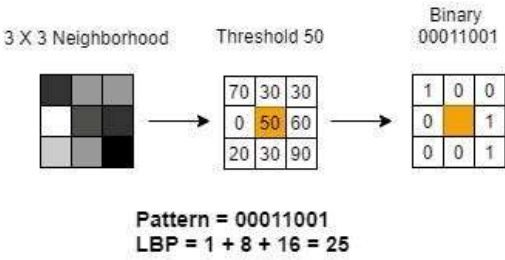 3 X 3 Neighborhood
Threshold 50
Binary
00011001
70 30 30
0 50 60
20 30 90
1 0 0
0 1
0 0 1
Pattern = 00011001
LBP = 1 + 8 + 16 = 25